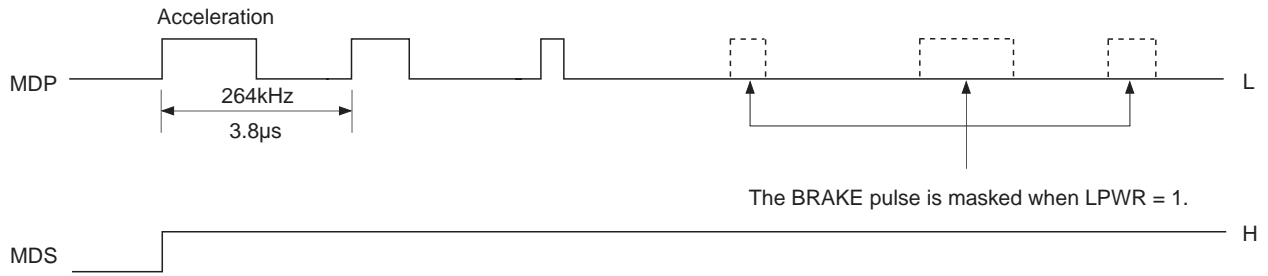 Acceleration
MDP
L
264kHz
3.8µs
The BRAKE pulse is masked when LPWR = 1.
H
MDS